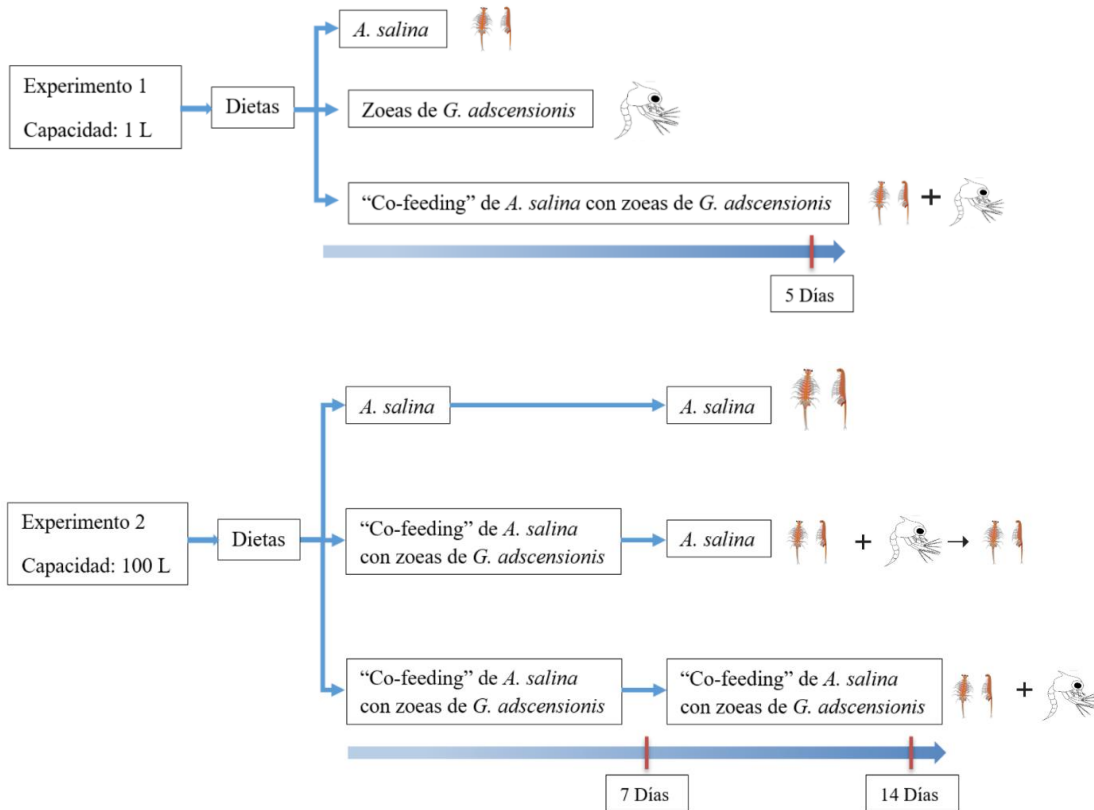 A. salina
Experimento 1
Capacidad: 1 L
Dietas
Zoeas de G. adscensionis
“Co-feeding” de A. salina con zoeas de G. adscensionis
+
5 Días
A. salina
A. salina
Experimento 2
Capacidad: 100 L
Dietas
“Co-feeding” de A. salina
con zoeas de G. adscensionis
A. salina
+
“Co-feeding” de A. salina
con zoeas de G. adscensionis
“Co-feeding” de A. salina
con zoeas de G. adscensionis
+
7 Días
14 Días